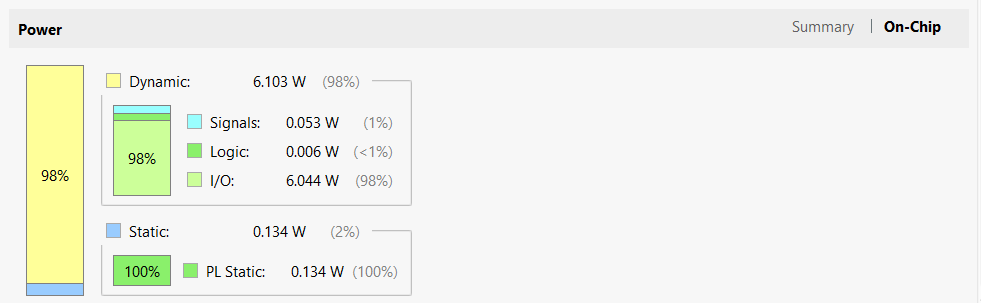 Power Summary | On-Chip
Dynamic: 6.103 W (98%)
Signals: 0.053 W (1%)
Logic: 0.006 W (<1%)
98%
98%
I/O: 6.044 W (98%)
Static: 0.134 W (2%)
100% PL Static: 0.134 W (100%)